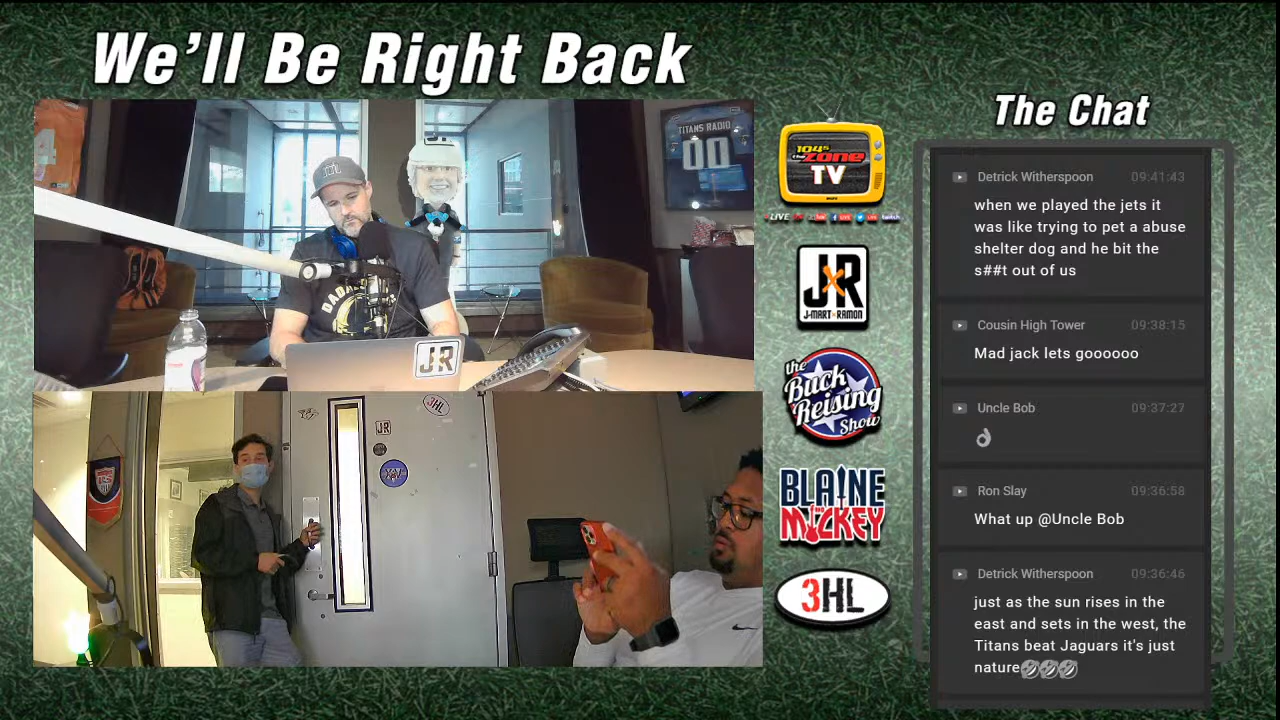 We'll Be Right Back
The Chat
TITANS RADIO
00
4
DADA
J&R
3HL
JR
104.5
the ZONE
TV
LIVE
JxR
J-MART x RAMON
the
Buck
Reising
Show
BLAINE
MICKEY
3HL
Detrick Witherspoon 09:41:43
when we played the jets it
was like trying to pet a abuse
shelter dog and he bit the
s##t out of us
Cousin High Tower 09:38:15
Mad jack lets goooooo
Uncle Bob 09:37:27
👌
Ron Slay 09:36:58
What up @Uncle Bob
Detrick Witherspoon 09:36:46
just as the sun rises in the
east and sets in the west, the
Titans beat Jaguars it's just
nature